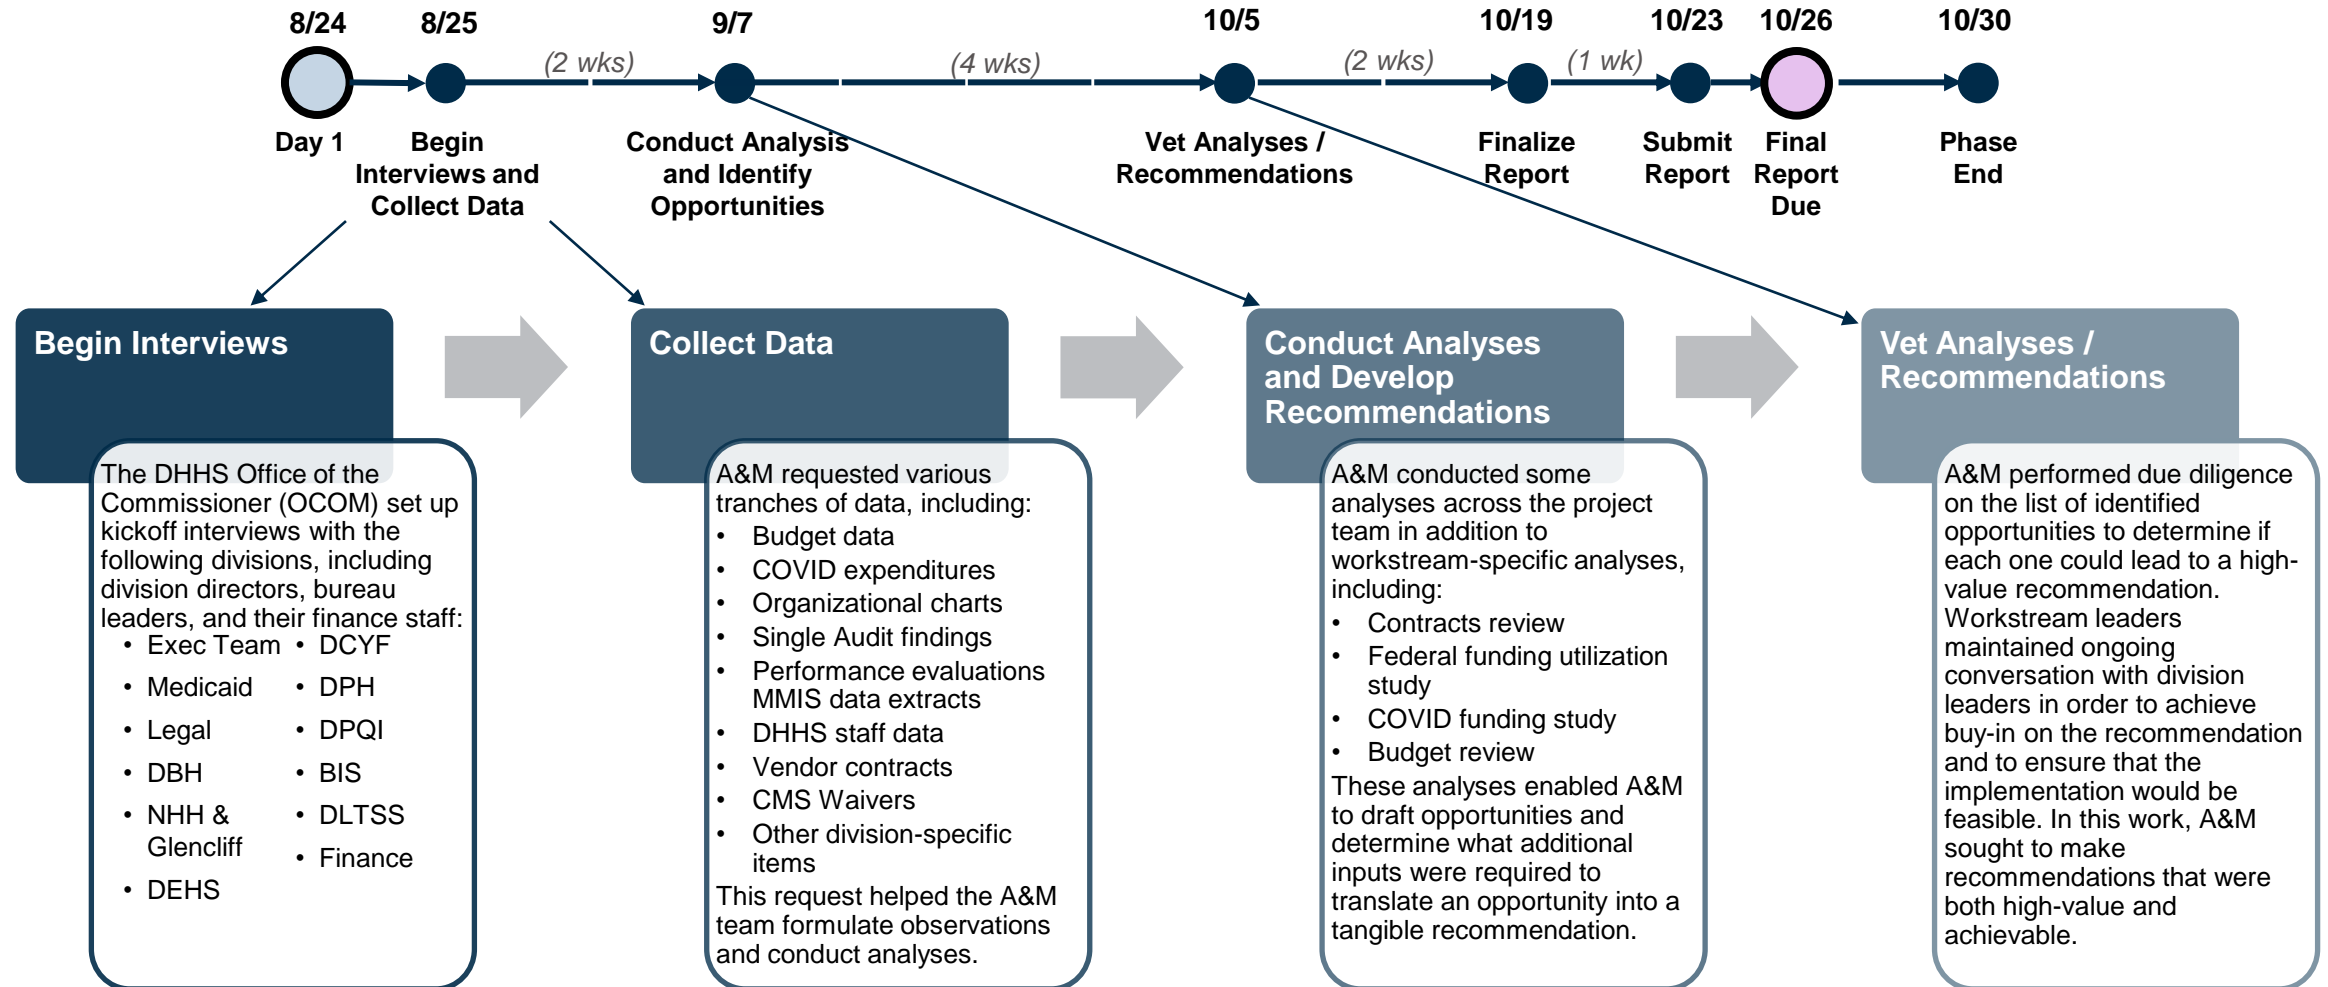 8/24
8/25
9/7
10/5
10/19
10/23
10/26
10/30
(2 wks)
(4 wks)
(2 wks)
(1 wk)
Day 1
Begin
Interviews and
Collect Data
Conduct Analysis
and Identify
Opportunities
Vet Analyses /
Recommendations
Finalize
Report
Submit
Report
Final
Report
Due
Phase
End
Begin Interviews
The DHHS Office of the
Commissioner (OCOM) set up
kickoff interviews with the
following divisions, including
division directors, bureau
leaders, and their finance staff:
• Exec Team
• Medicaid
• Legal
• DBH
• NHH &
Glencliff
• DEHS
• DCYF
• DPH
• DPQI
• BIS
• DLTSS
• Finance
Collect Data
A&M requested various
tranches of data, including:
• Budget data
• COVID expenditures
• Organizational charts
• Single Audit findings
• Performance evaluations
MMIS data extracts
• DHHS staff data
• Vendor contracts
• CMS Waivers
• Other division-specific
items
This request helped the A&M
team formulate observations
and conduct analyses.
Conduct Analyses
and Develop
Recommendations
A&M conducted some
analyses across the project
team in addition to
workstream-specific analyses,
including:
• Contracts review
• Federal funding utilization
study
• COVID funding study
• Budget review
These analyses enabled A&M
to draft opportunities and
determine what additional
inputs were required to
translate an opportunity into a
tangible recommendation.
Vet Analyses /
Recommendations
A&M performed due diligence
on the list of identified
opportunities to determine if
each one could lead to a high-
value recommendation.
Workstream leaders
maintained ongoing
conversation with division
leaders in order to achieve
buy-in on the recommendation
and to ensure that the
implementation would be
feasible. In this work, A&M
sought to make
recommendations that were
both high-value and
achievable.